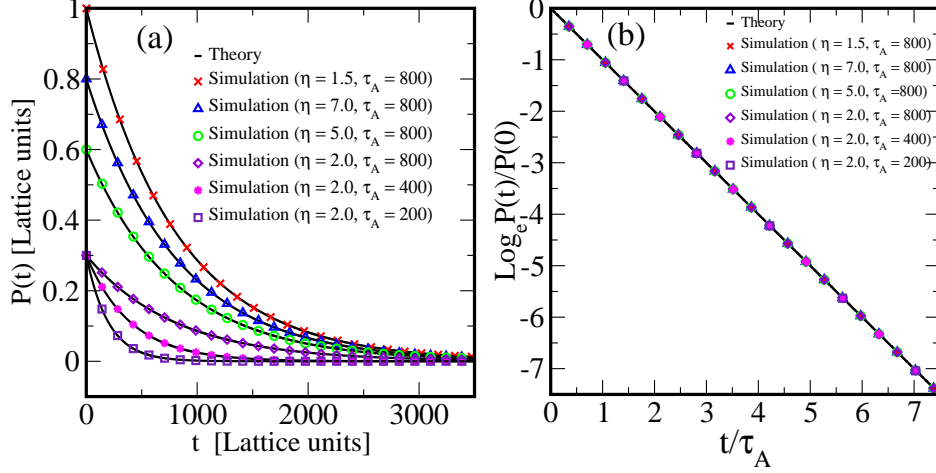 (a)
Theory
Simulation (η = 1.5, τ_A = 800)
Simulation (η = 7.0, τ_A = 800)
Simulation (η = 5.0, τ_A = 800)
Simulation (η = 2.0, τ_A = 800)
Simulation (η = 2.0, τ_A = 400)
Simulation (η = 2.0, τ_A = 200)
P(t) [Lattice units]
1
0.8
0.6
0.4
0.2
0
0 1000 2000 3000
t [Lattice units]
(b)
Theory
Simulation ( η = 1.5, τ_A = 800)
Simulation ( η = 7.0, τ_A = 800)
Simulation ( η = 5.0, τ_A =800)
Simulation ( η = 2.0, τ_A = 800)
Simulation ( η = 2.0, τ_A = 400)
Simulation ( η = 2.0, τ_A = 200)
Log_e P(t)/P(0)
0
-1
-2
-3
-4
-5
-6
-7
0 1 2 3 4 5 6 7
t/τ_A